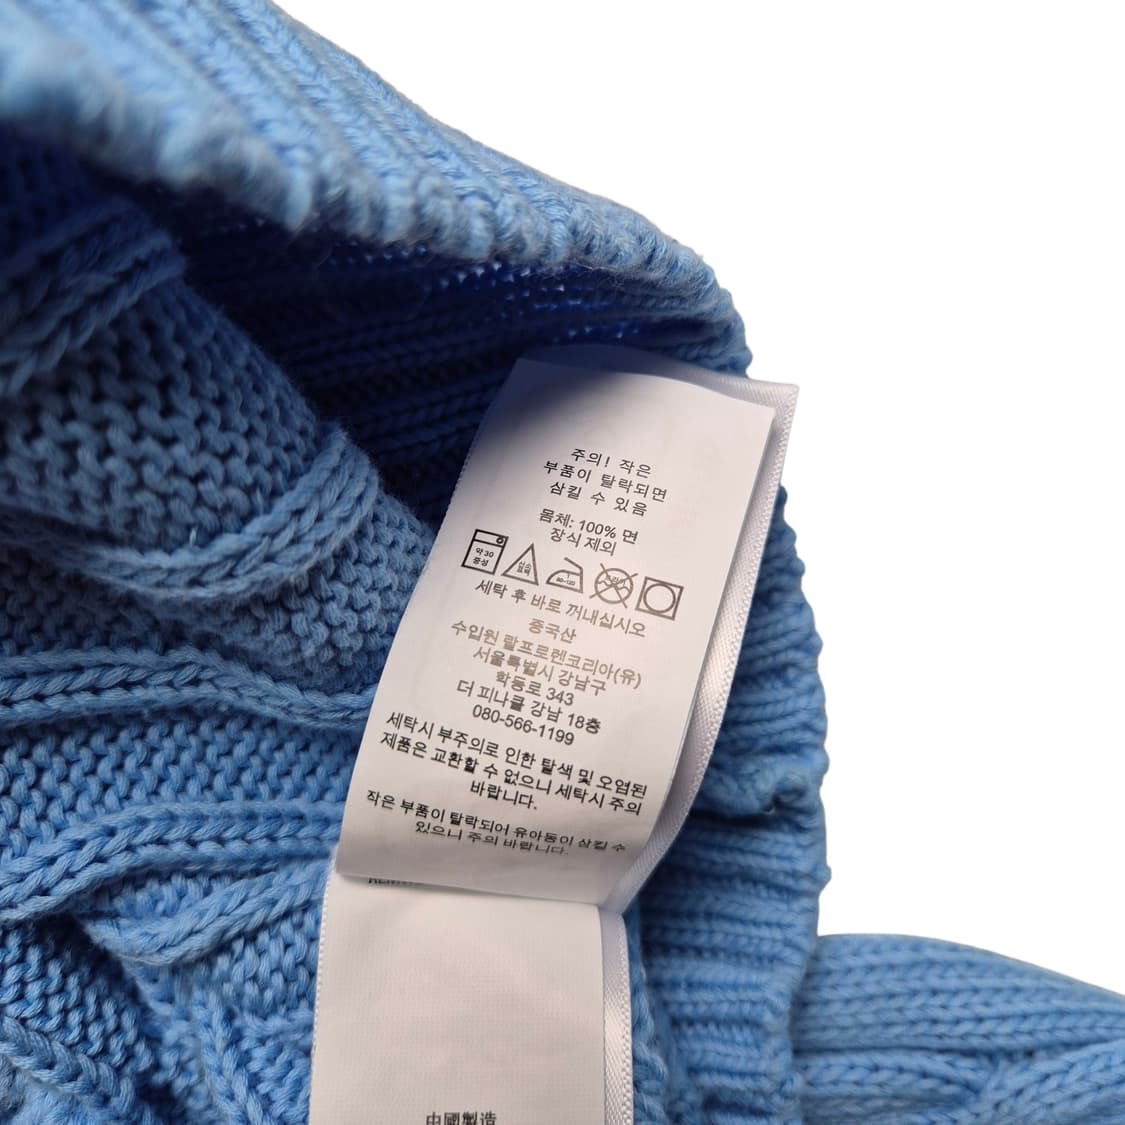 주의! 작은
부품이 탈락되면
삼킬 수 있음
몸체: 100% 면
장식 제외
약 30
중성
80-120
세탁 후 바로 꺼내십시오
중국산
수입원 랄프로렌코리아(유)
서울특별시 강남구
학동로 343
더 피나클 강남 18층
080-566-1199
세탁시 부주의로 인한 탈색 및 오염된
제품은 교환할 수 없으니 세탁시 주의
바랍니다.
작은 부품이 탈락되어 유아동이 삼킬 수
있으니 주의 바랍니다.
中國製造